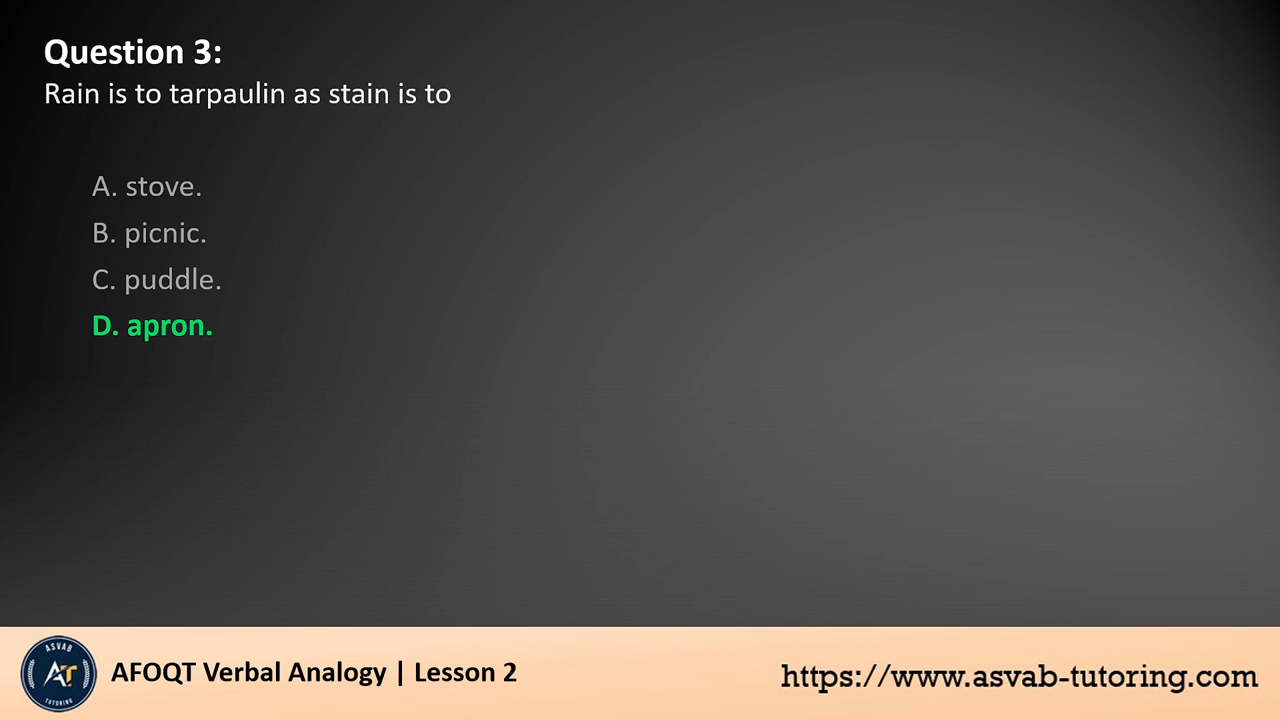 Question 3:
Rain is to tarpaulin as stain is to
A. stove.
B. picnic.
C. puddle.
D. apron.
ASVAB
AT
TUTORING
AFOQT Verbal Analogy | Lesson 2
https://www.asvab-tutoring.com